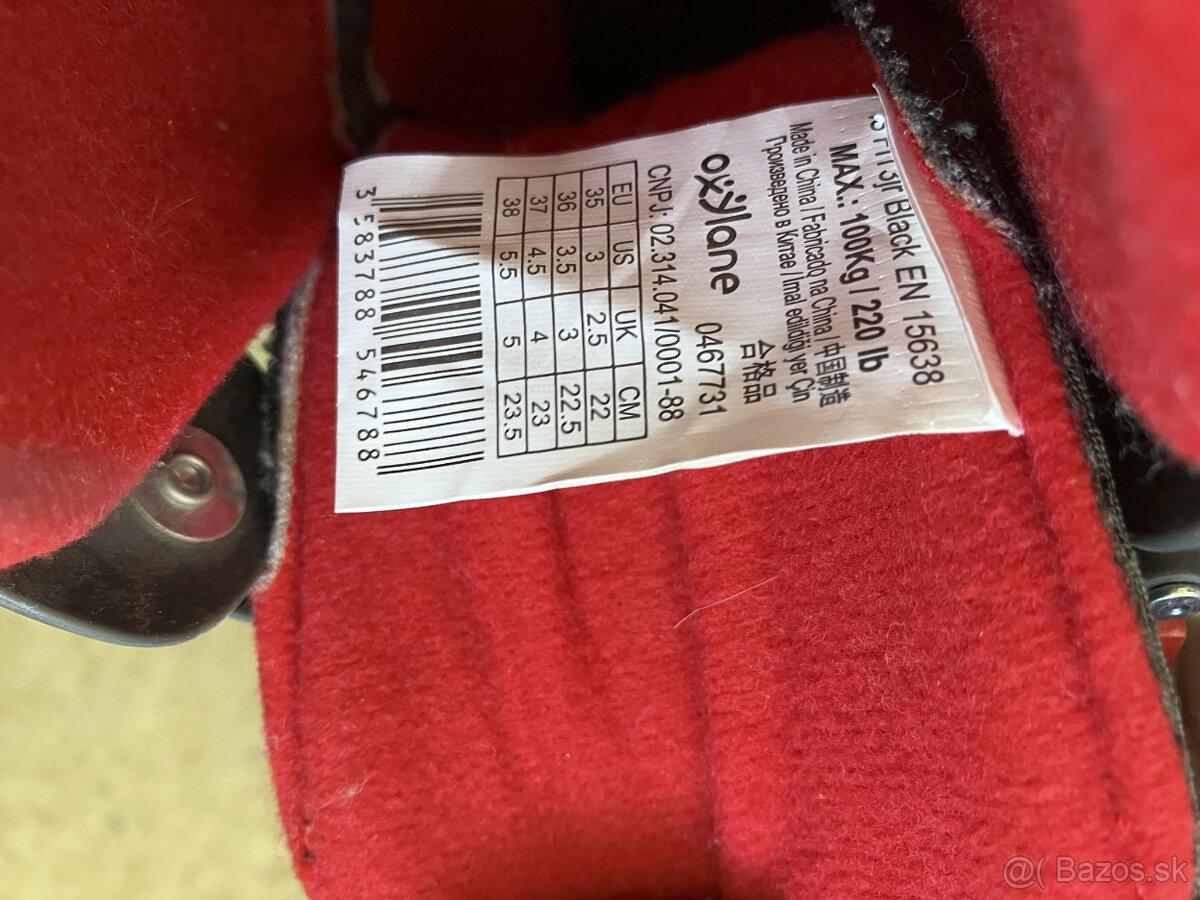 Black EN 15638
MAX.: 100Kg / 220 lb
Made in China / Fabricado na China / 中国制造
Произведено в Китае / Imal edildiği yer Çin
合格品
oxylane 0467731
CNPJ: 02.314.041/0001-88
EU US UK CM
35 3 2.5 22
36 3.5 3 22.5
37 4.5 4 23
38 5.5 5 23.5
3 583788 546788
@( Bazos.sk